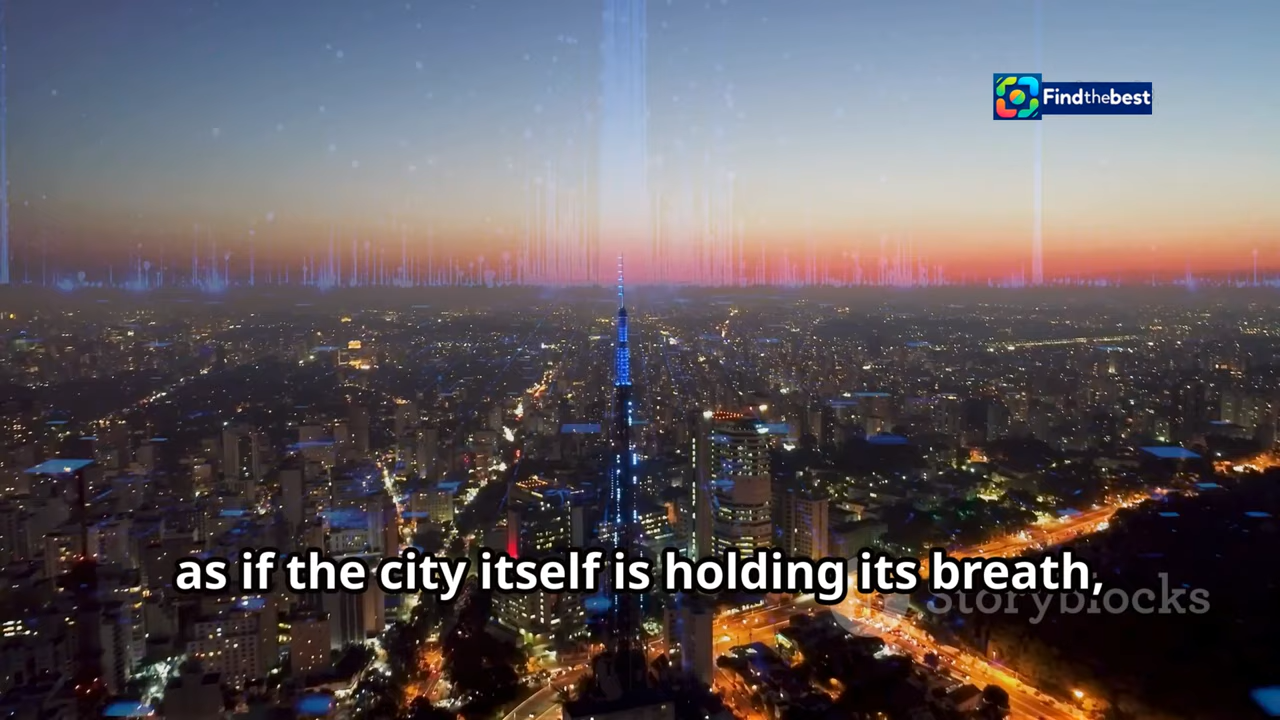 Findthebest
as if the city itself is holding its breath,
Storyblocks